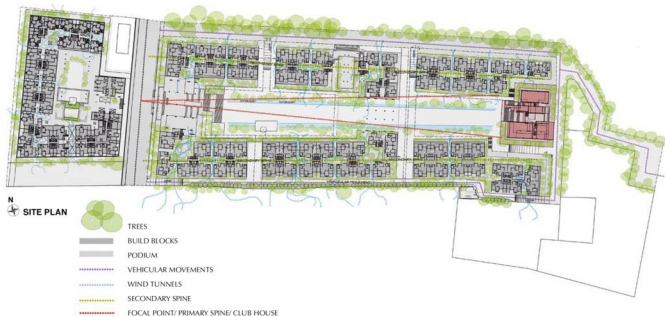 N
SITE PLAN
TREES
BUILD BLOCKS
PODIUM
VEHICULAR MOVEMENTS
WIND TUNNELS
SECONDARY SPINE
FOCAL POINT/ PRIMARY SPINE/ CLUB HOUSE